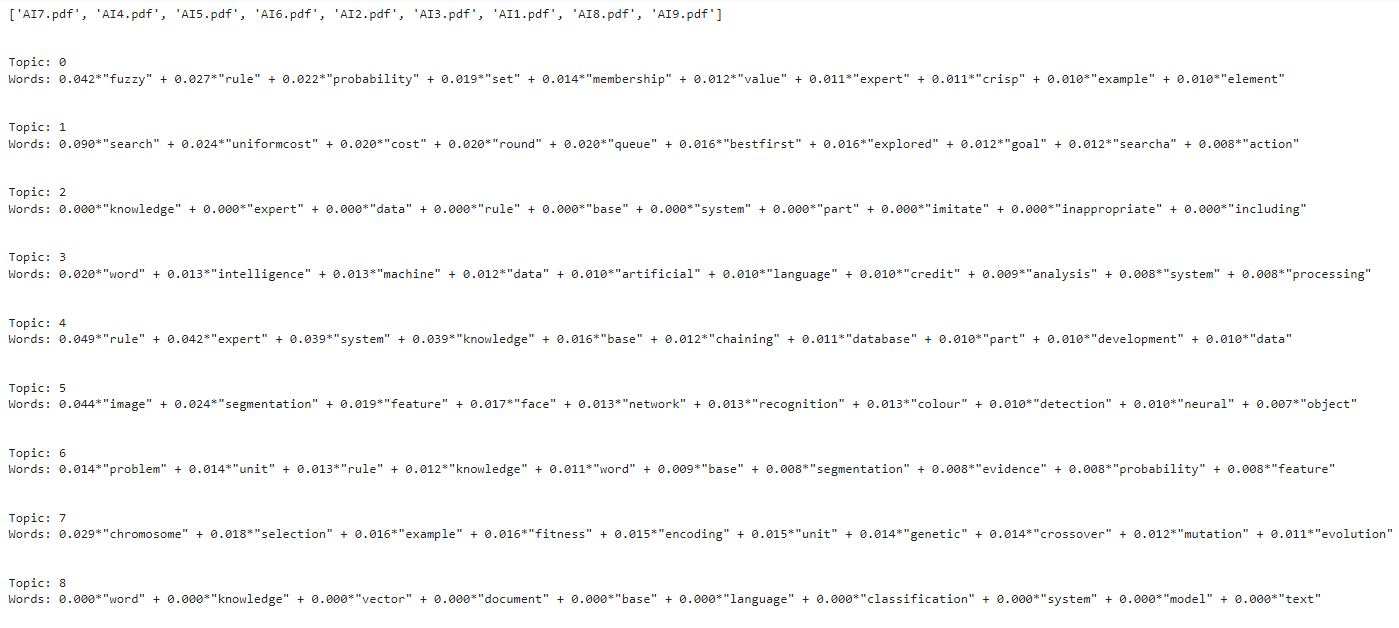 ['AI7.pdf', 'AI4.pdf', 'AI5.pdf', 'AI6.pdf', 'AI2.pdf', 'AI3.pdf', 'AI1.pdf', 'AI8.pdf', 'AI9.pdf']
Topic: 0
Words: 0.042*"fuzzy" + 0.027*"rule" + 0.022*"probability" + 0.019*"set" + 0.014*"membership" + 0.012*"value" + 0.011*"expert" + 0.011*"crisp" + 0.010*"example" + 0.010*"element"
Topic: 1
Words: 0.090*"search" + 0.024*"uniformcost" + 0.020*"cost" + 0.020*"round" + 0.020*"queue" + 0.016*"bestfirst" + 0.016*"explored" + 0.012*"goal" + 0.012*"searcha" + 0.008*"action"
Topic: 2
Words: 0.000*"knowledge" + 0.000*"expert" + 0.000*"data" + 0.000*"rule" + 0.000*"base" + 0.000*"system" + 0.000*"part" + 0.000*"imitate" + 0.000*"inappropriate" + 0.000*"including"
Topic: 3
Words: 0.020*"word" + 0.013*"intelligence" + 0.013*"machine" + 0.012*"data" + 0.010*"artificial" + 0.010*"language" + 0.010*"credit" + 0.009*"analysis" + 0.008*"system" + 0.008*"processing"
Topic: 4
Words: 0.049*"rule" + 0.042*"expert" + 0.039*"system" + 0.039*"knowledge" + 0.016*"base" + 0.012*"chaining" + 0.011*"database" + 0.010*"part" + 0.010*"development" + 0.010*"data"
Topic: 5
Words: 0.044*"image" + 0.024*"segmentation" + 0.019*"feature" + 0.017*"face" + 0.013*"network" + 0.013*"recognition" + 0.013*"colour" + 0.010*"detection" + 0.010*"neural" + 0.007*"object"
Topic: 6
Words: 0.014*"problem" + 0.014*"unit" + 0.013*"rule" + 0.012*"knowledge" + 0.011*"word" + 0.009*"base" + 0.008*"segmentation" + 0.008*"evidence" + 0.008*"probability" + 0.008*"feature"
Topic: 7
Words: 0.029*"chromosome" + 0.018*"selection" + 0.016*"example" + 0.016*"fitness" + 0.015*"encoding" + 0.015*"unit" + 0.014*"genetic" + 0.014*"crossover" + 0.012*"mutation" + 0.011*"evolution"
Topic: 8
Words: 0.000*"word" + 0.000*"knowledge" + 0.000*"vector" + 0.000*"document" + 0.000*"base" + 0.000*"language" + 0.000*"classification" + 0.000*"system" + 0.000*"model" + 0.000*"text"